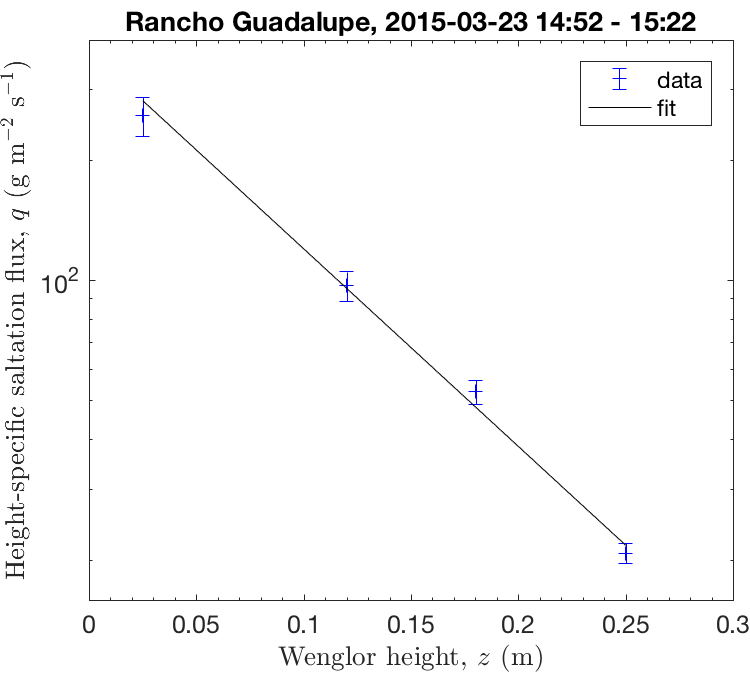 Rancho Guadalupe, 2015-03-23 14:52 - 15:22
data
fit
Height-specific saltation flux, q (g m⁻² s⁻¹)
10²
0 0.05 0.1 0.15 0.2 0.25 0.3
Wenglor height, z (m)